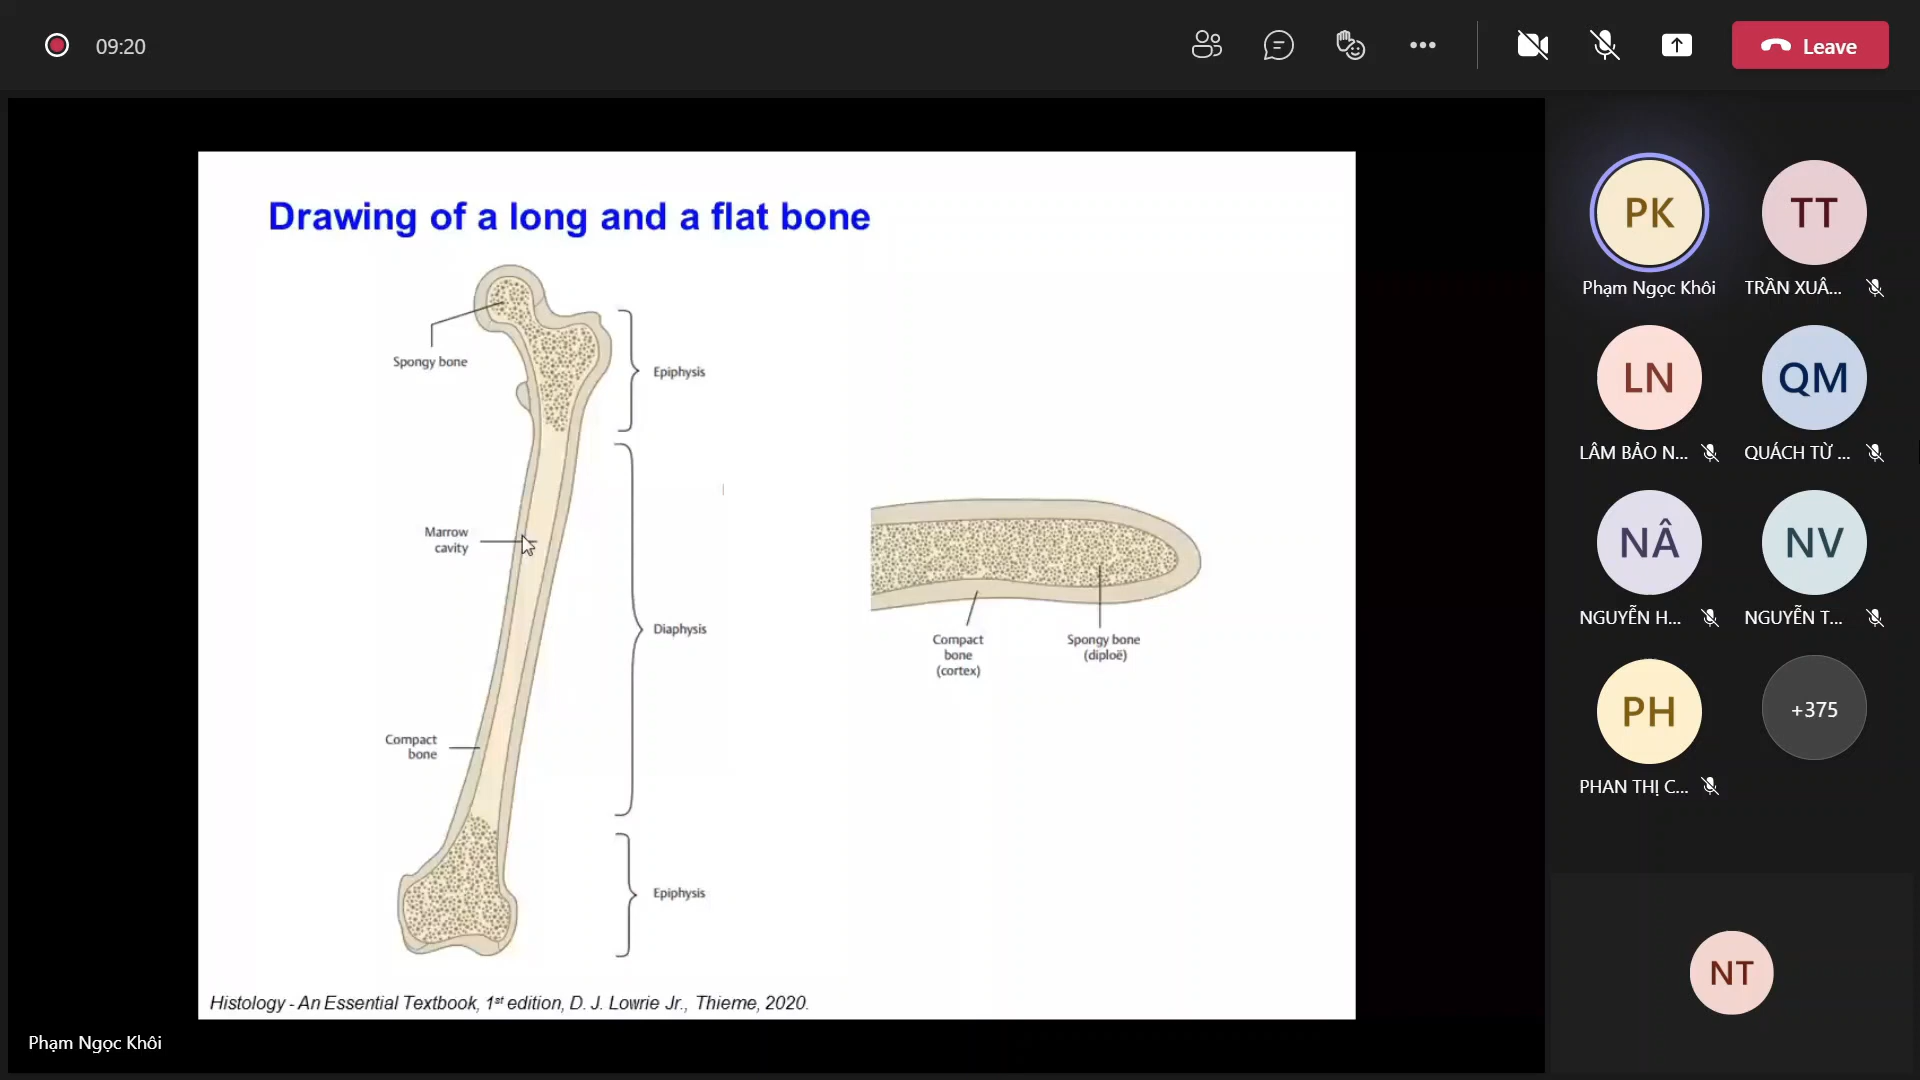 09:20
Leave
Drawing of a long and a flat bone
Spongy bone
Epiphysis
Marrow
cavity
Diaphysis
Compact
bone
Epiphysis
Compact
bone
(cortex)
Spongy bone
(diploë)
Histology - An Essential Textbook, 1st edition, D. J. Lowrie Jr., Thieme, 2020.
Phạm Ngọc Khôi
PK
TT
Phạm Ngọc Khôi
TRẦN XUÂ...
LN
QM
LÂM BẢO N...
QUÁCH TỪ ...
NÂ
NV
NGUYỄN H...
NGUYỄN T...
PH
+375
PHAN THỊ C...
NT